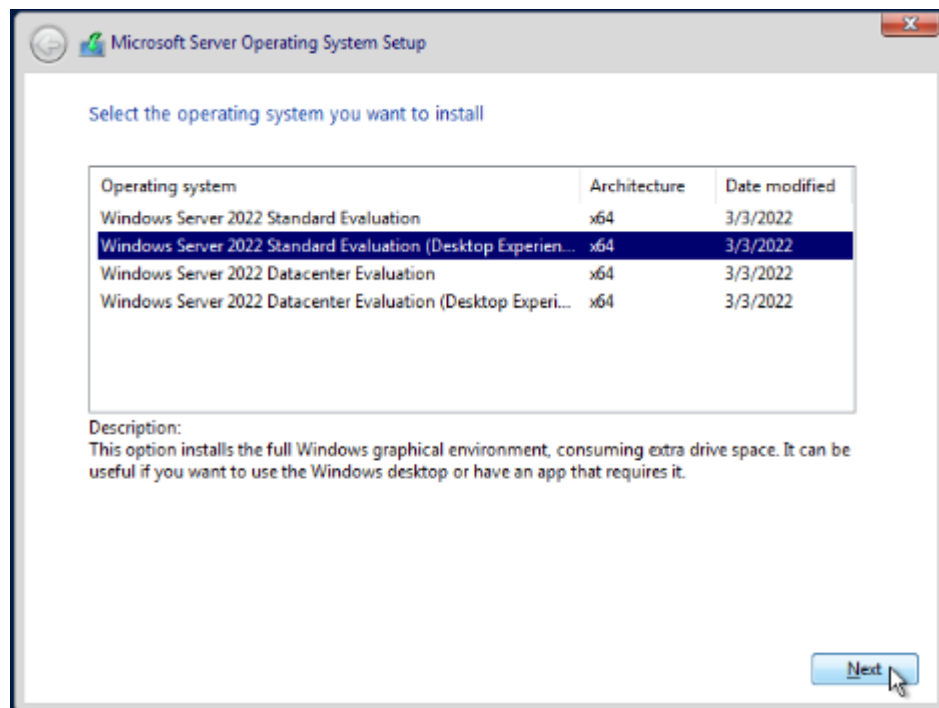 Microsoft Server Operating System Setup
Select the operating system you want to install
Operating system Architecture Date modified
Windows Server 2022 Standard Evaluation x64 3/3/2022
Windows Server 2022 Standard Evaluation (Desktop Experien... x64 3/3/2022
Windows Server 2022 Datacenter Evaluation x64 3/3/2022
Windows Server 2022 Datacenter Evaluation (Desktop Experi... x64 3/3/2022
Description:
This option installs the full Windows graphical environment, consuming extra drive space. It can be
useful if you want to use the Windows desktop or have an app that requires it.
Next